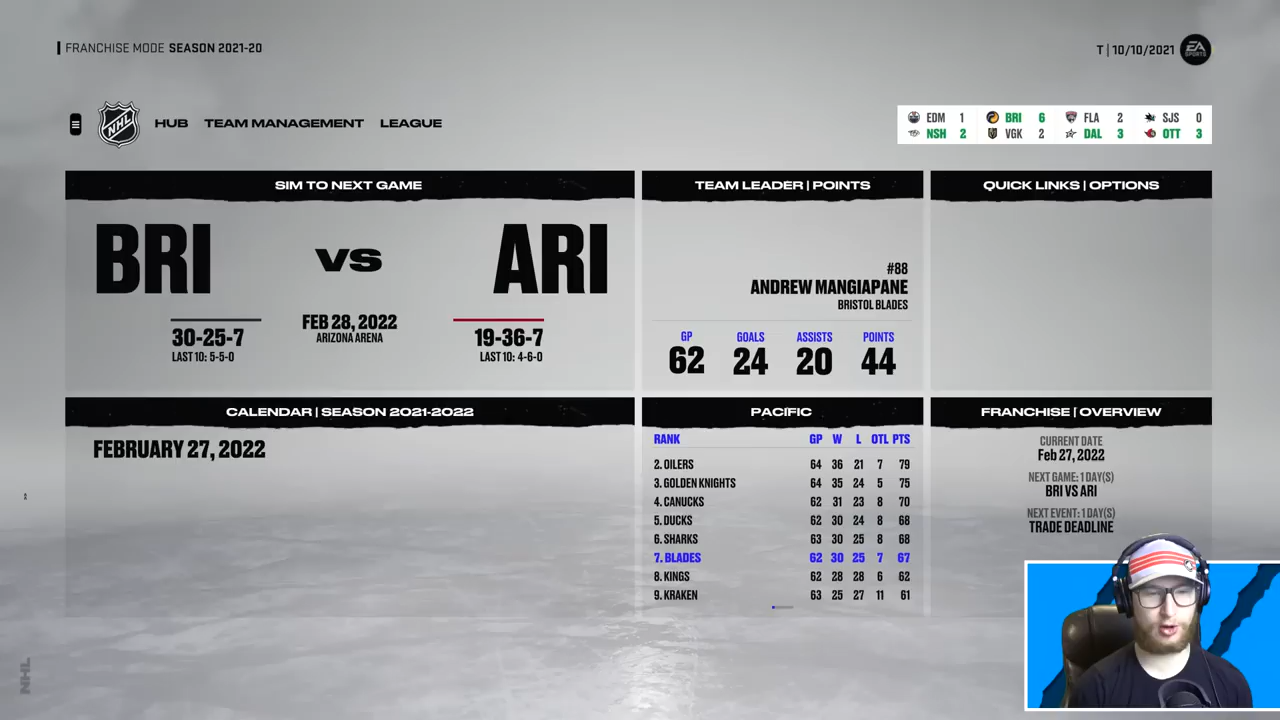 FRANCHISE MODE SEASON 2021-20
T | 10/10/2021
EA SPORTS
NHL
HUB
TEAM MANAGEMENT
LEAGUE
EDM 1 BRI 6 FLA 2 SJS 0
NSH 2 VGK 2 DAL 3 OTT 3
SIM TO NEXT GAME
BRI VS ARI
FEB 28, 2022
ARIZONA ARENA
30-25-7
LAST 10: 5-5-0
19-36-7
LAST 10: 4-6-0
TEAM LEADER | POINTS
#88
ANDREW MANGIAPANE
BRISTOL BLADES
GP GOALS ASSISTS POINTS
62 24 20 44
QUICK LINKS | OPTIONS
CALENDAR | SEASON 2021-2022
FEBRUARY 27, 2022
PACIFIC
RANK GP W L OTL PTS
2. OILERS 64 36 21 7 79
3. GOLDEN KNIGHTS 64 35 24 5 75
4. CANUCKS 62 31 23 8 70
5. DUCKS 62 30 24 8 68
6. SHARKS 63 30 25 8 68
7. BLADES 62 30 25 7 67
8. KINGS 62 28 28 6 62
9. KRAKEN 63 25 27 11 61
FRANCHISE | OVERVIEW
CURRENT DATE
Feb 27, 2022
NEXT GAME: 1 DAY(S)
BRI VS ARI
NEXT EVENT: 1 DAY(S)
TRADE DEADLINE
NHL